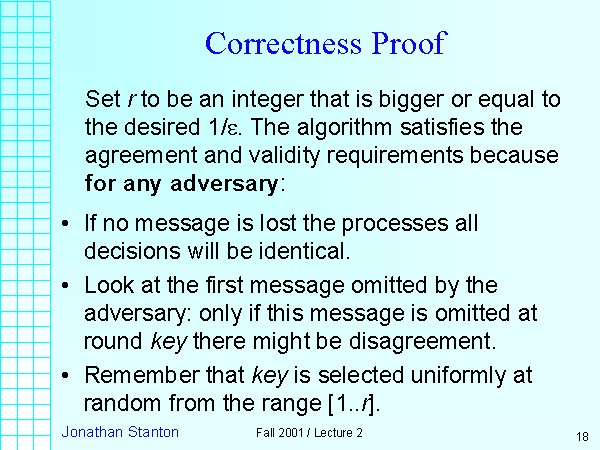 Correctness Proof
Set r to be an integer that is bigger or equal to
the desired 1/ε. The algorithm satisfies the
agreement and validity requirements because
for any adversary:
• If no message is lost the processes all
decisions will be identical.
• Look at the first message omitted by the
adversary: only if this message is omitted at
round key there might be disagreement.
• Remember that key is selected uniformly at
random from the range [1..r].
Jonathan Stanton Fall 2001 / Lecture 2 18